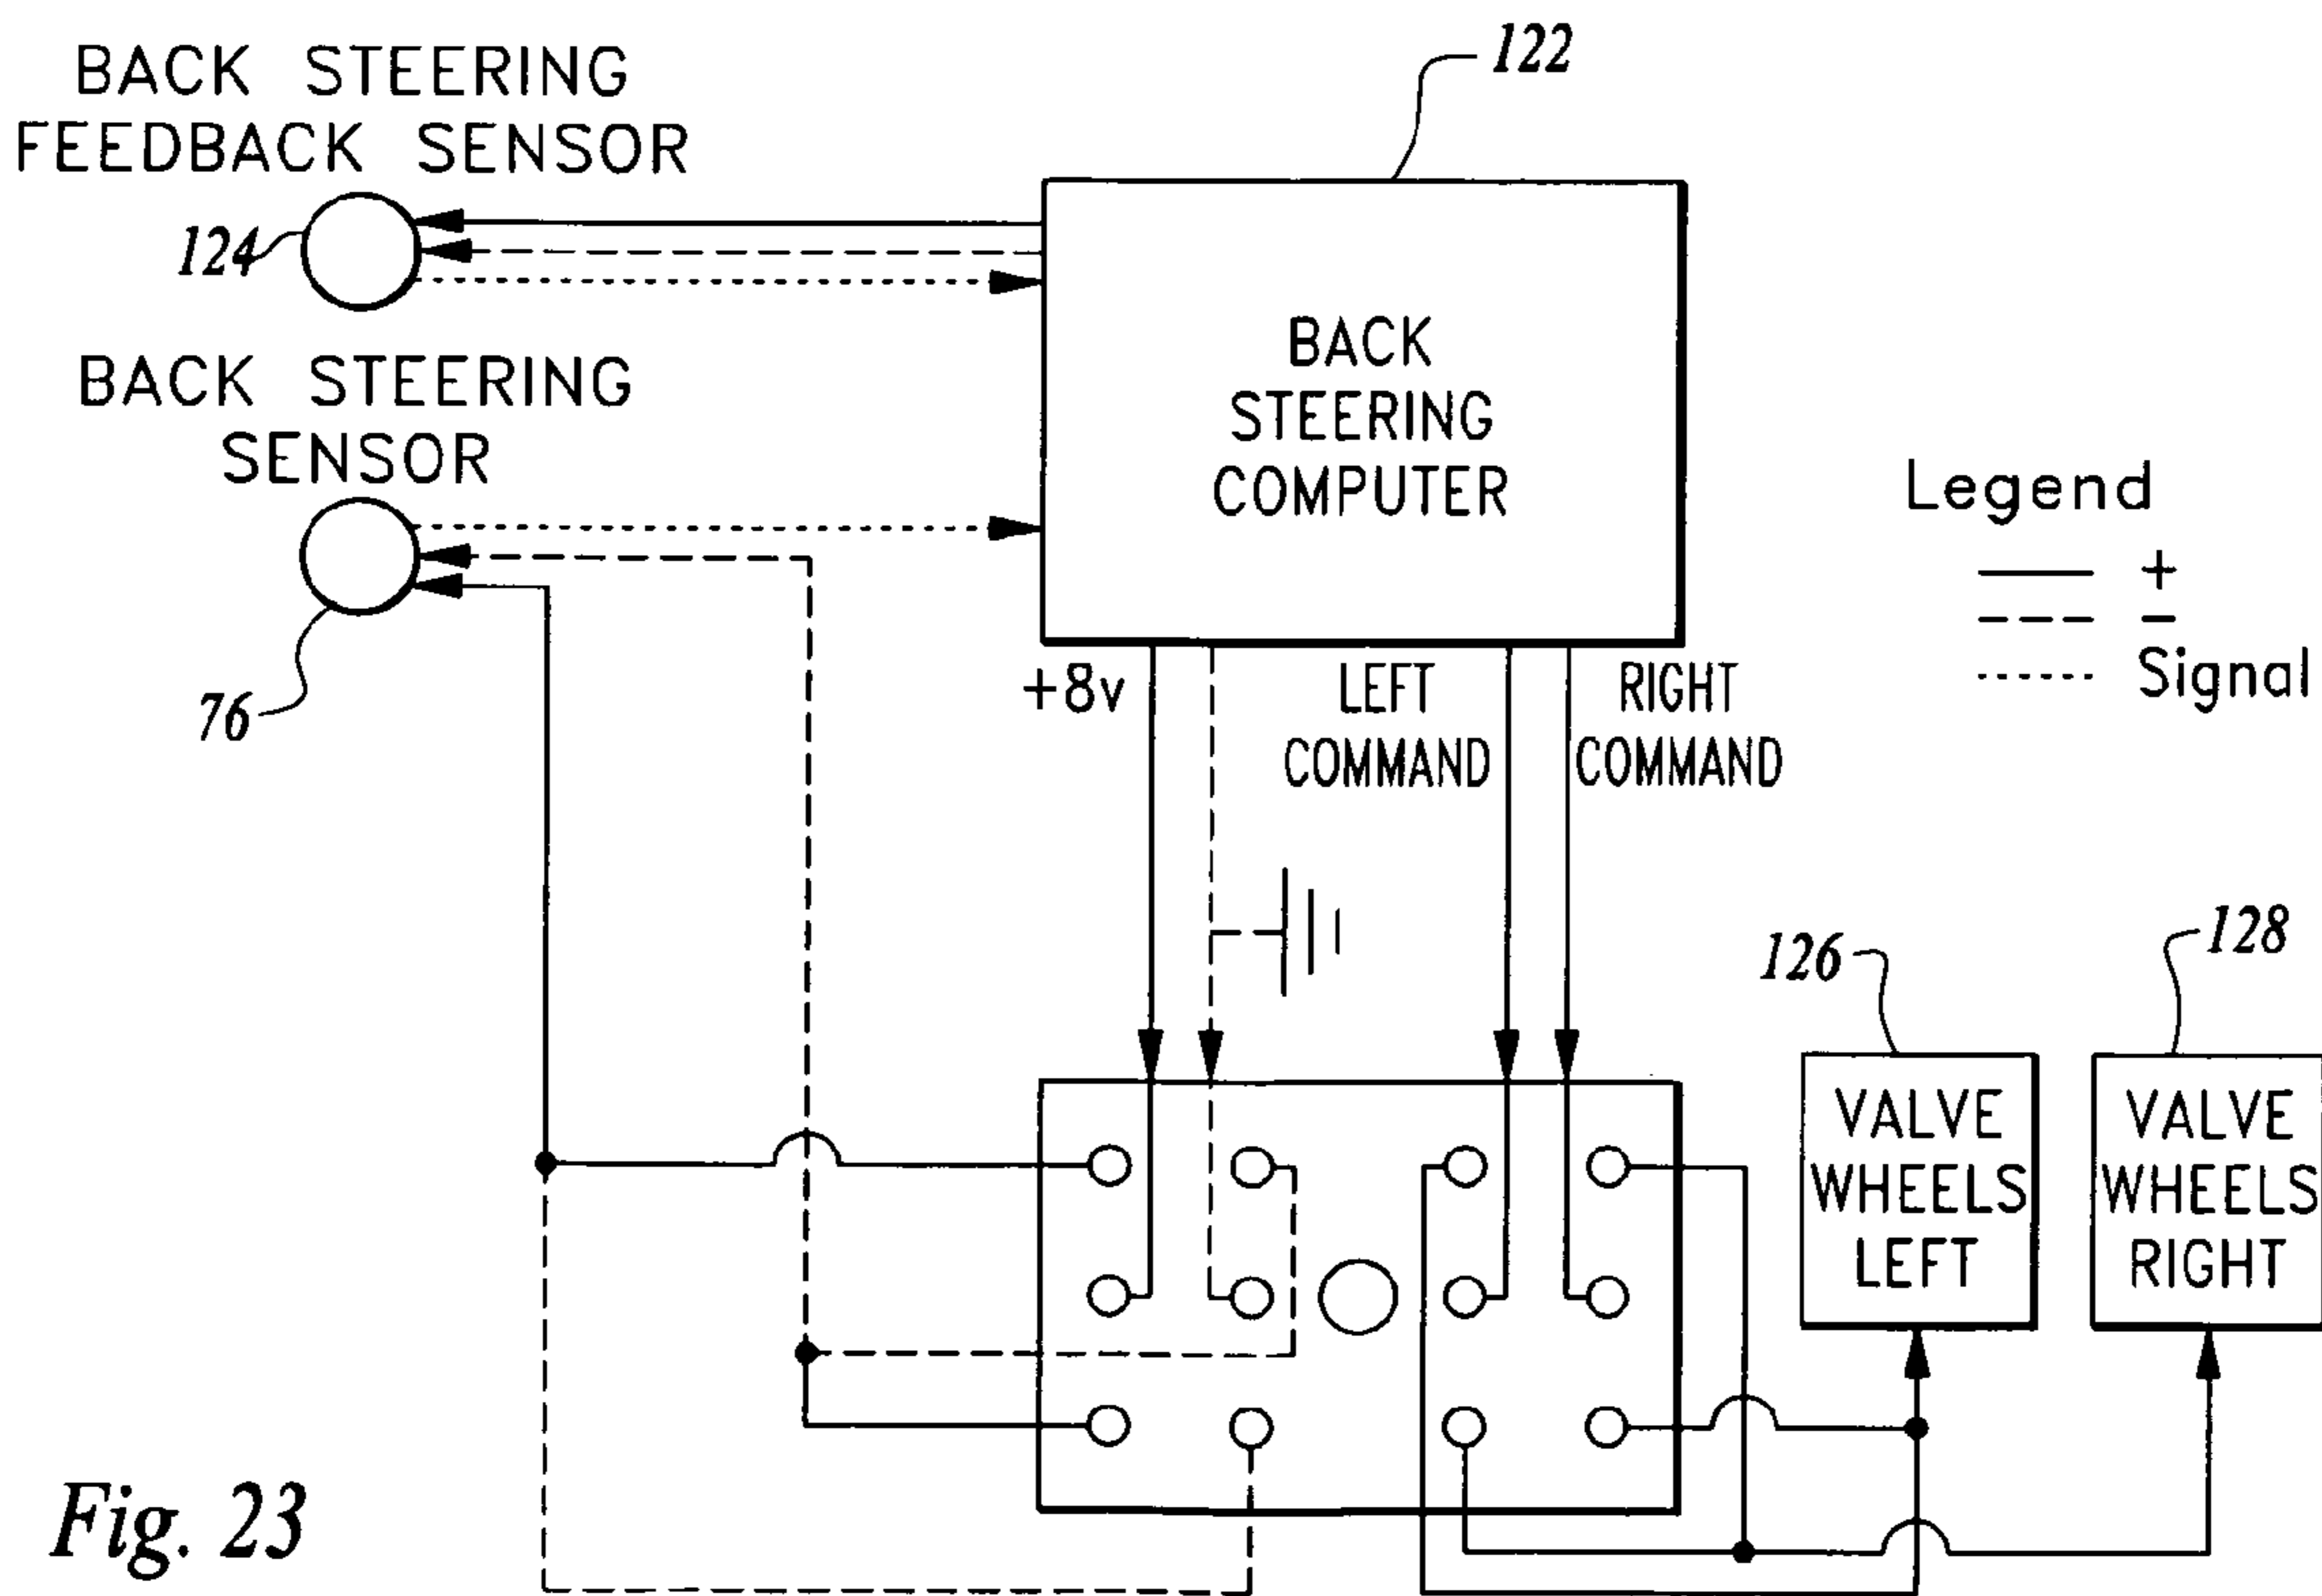 122
BACK STEERING
FEEDBACK SENSOR
124
BACK STEERING
SENSOR
76
BACK
STEERING
COMPUTER
Legend
+
−
Signal
+8v
LEFT
COMMAND
RIGHT
COMMAND
126
128
VALVE
WHEELS
LEFT
VALVE
WHEELS
RIGHT
Fig. 23